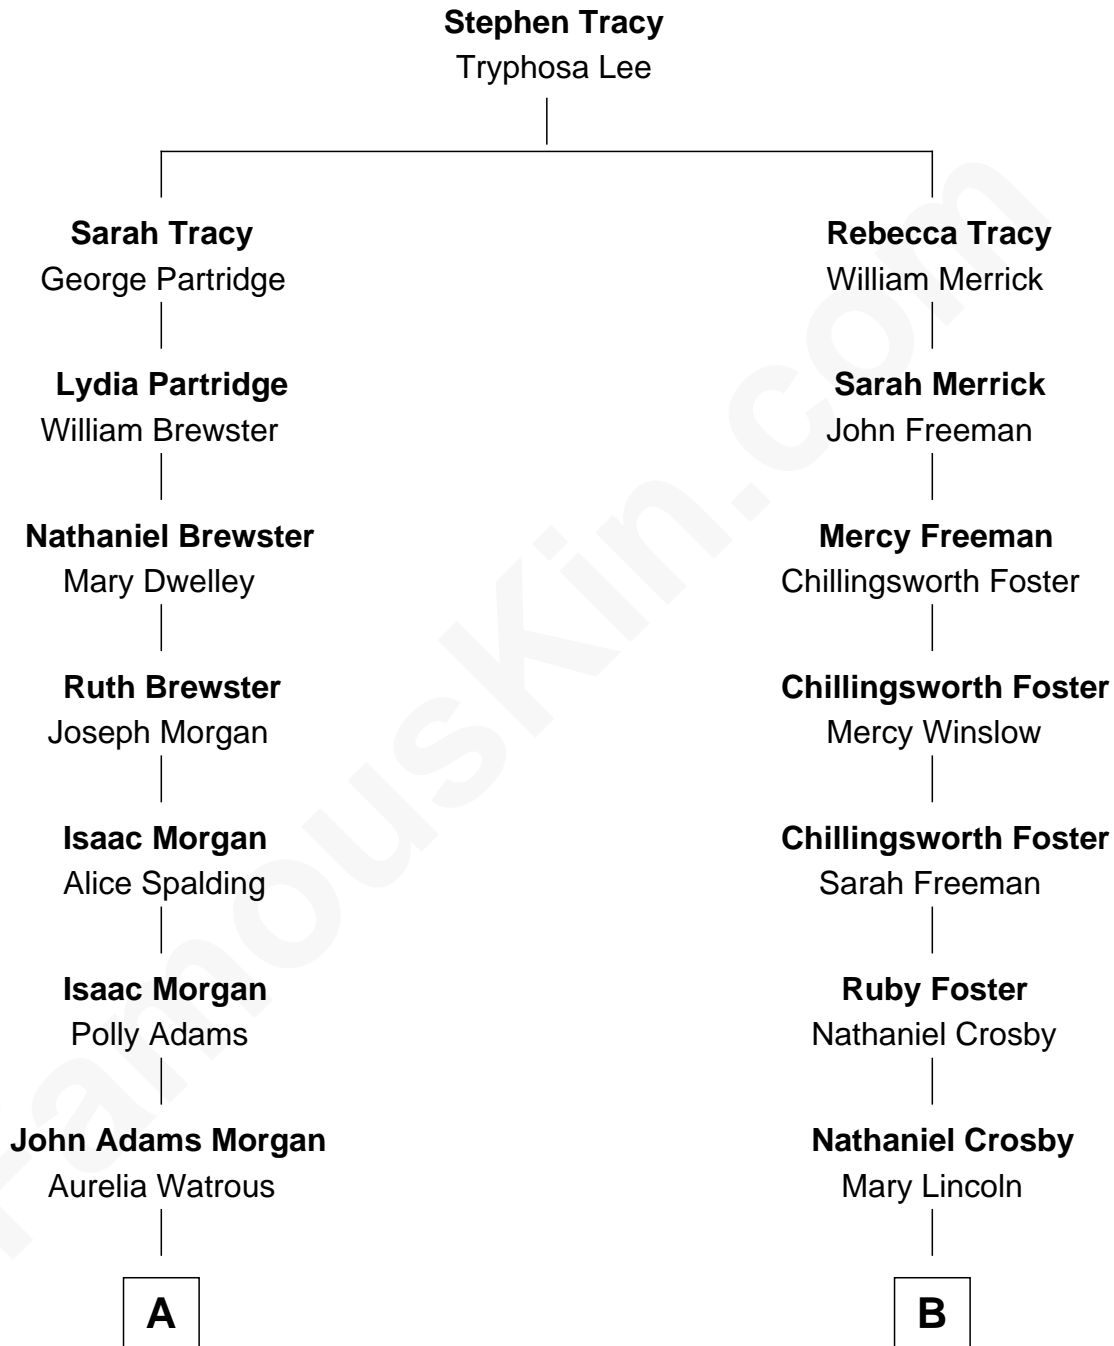 Stephen Tracy
Tryphosa Lee
Sarah Tracy
George Partridge
Rebecca Tracy
William Merrick
Lydia Partridge
William Brewster
Sarah Merrick
John Freeman
Nathaniel Brewster
Mary Dwelley
Mercy Freeman
Chillingsworth Foster
Ruth Brewster
Joseph Morgan
Chillingsworth Foster
Mercy Winslow
Isaac Morgan
Alice Spalding
Chillingsworth Foster
Sarah Freeman
Isaac Morgan
Polly Adams
Ruby Foster
Nathaniel Crosby
John Adams Morgan
Aurelia Watrous
Nathaniel Crosby
Mary Lincoln
A
B
FamousKin.com